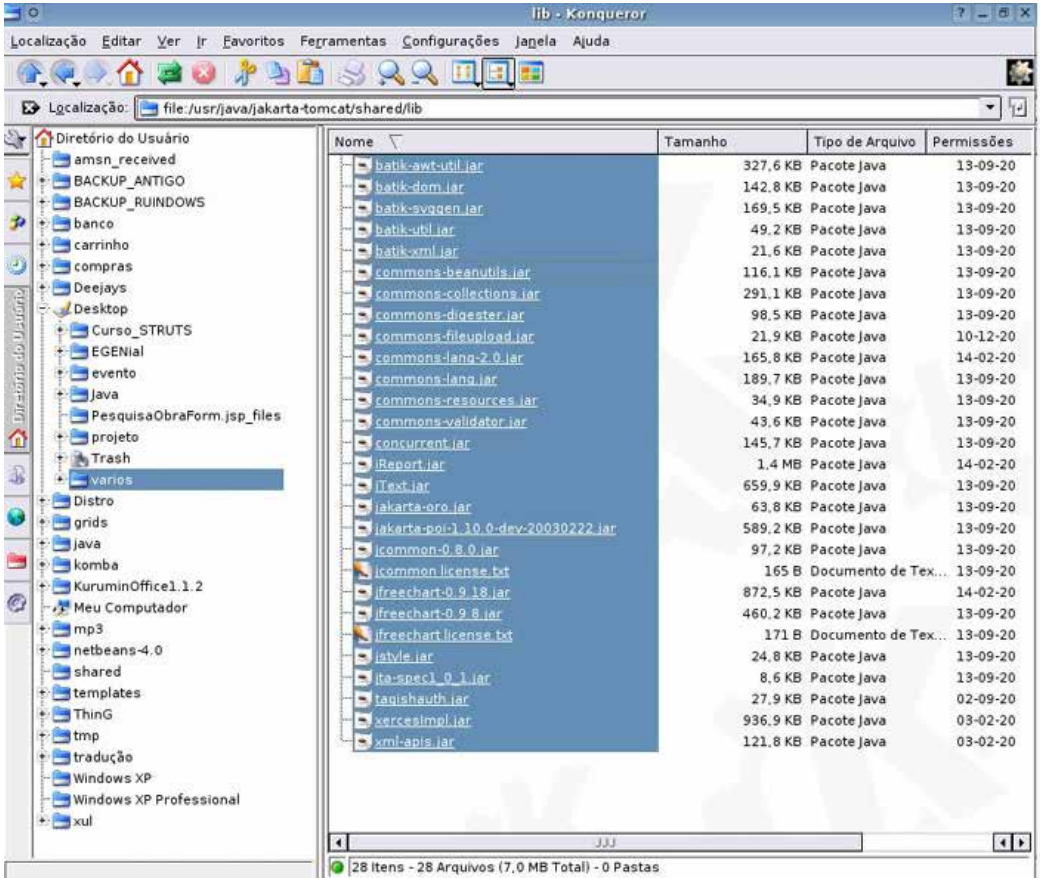 lib - Konqueror
Localização Editar Ver Ir Favoritos Ferramentas Configurações Janela Ajuda
Localização: file:/usr/java/jakarta-tomcat/shared/lib
Diretório do Usuário
Diretório do Usuário
amsn_received
BACKUP_ANTIGO
BACKUP_RUINDOWS
banco
carrinho
compras
Deejays
Desktop
Curso_STRUTS
EGENial
evento
Java
PesquisaObraForm.jsp_files
projeto
Trash
varios
Distro
grids
java
komba
KuruminOffice1.1.2
Meu Computador
mp3
netbeans-4.0
shared
templates
ThinG
tmp
tradução
Windows XP
Windows XP Professional
xul
Nome Tamanho Tipo de Arquivo Permissões
batik-awt-util.jar 327,6 KB Pacote Java 13-09-20
batik-dom.jar 142,8 KB Pacote Java 13-09-20
batik-svggen.jar 169,5 KB Pacote Java 13-09-20
batik-util.jar 49,2 KB Pacote Java 13-09-20
batik-xml.jar 21,6 KB Pacote Java 13-09-20
commons-beanutils.jar 116,1 KB Pacote Java 13-09-20
commons-collections.jar 291,1 KB Pacote Java 13-09-20
commons-digester.jar 98,5 KB Pacote Java 13-09-20
commons-fileupload.jar 21,9 KB Pacote Java 10-12-20
commons-lang-2.0.jar 165,8 KB Pacote Java 14-02-20
commons-lang.jar 189,7 KB Pacote Java 13-09-20
commons-resources.jar 34,9 KB Pacote Java 13-09-20
commons-validator.jar 43,6 KB Pacote Java 13-09-20
concurrent.jar 145,7 KB Pacote Java 13-09-20
iReport.jar 1,4 MB Pacote Java 14-02-20
iText.jar 659,9 KB Pacote Java 13-09-20
jakarta-oro.jar 63,8 KB Pacote Java 13-09-20
jakarta-poi-1.10.0-dev-20030222.jar 589,2 KB Pacote Java 13-09-20
jcommon-0.8.0.jar 97,2 KB Pacote Java 13-09-20
jcommon license.txt 165 B Documento de Tex... 13-09-20
jfreechart-0.9.18.jar 872,5 KB Pacote Java 14-02-20
jfreechart-0.9.8.jar 460,2 KB Pacote Java 13-09-20
jfreechart license.txt 171 B Documento de Tex... 13-09-20
jstyle.jar 24,8 KB Pacote Java 13-09-20
jta-spec1_0_1.jar 8,6 KB Pacote Java 13-09-20
tagishauth.jar 27,9 KB Pacote Java 02-09-20
xercesImpl.jar 936,9 KB Pacote Java 03-02-20
xml-apis.jar 121,8 KB Pacote Java 03-02-20
28 Itens - 28 Arquivos (7,0 MB Total) - 0 Pastas